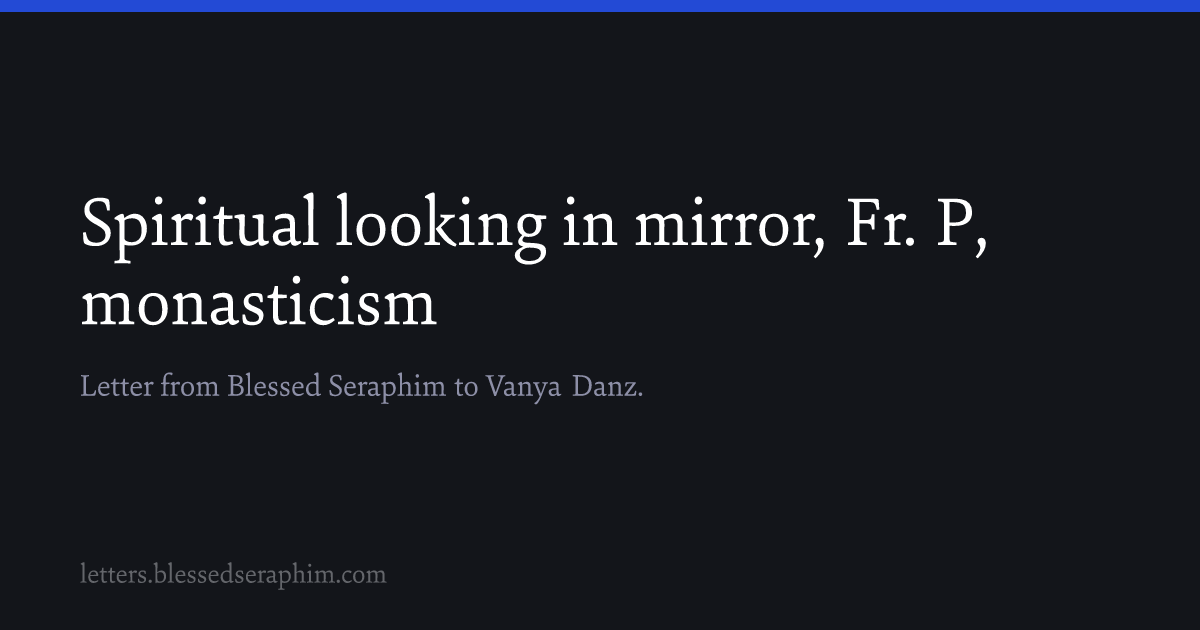 Spiritual looking in mirror, Fr. P,
monasticism
Letter from Blessed Seraphim to Vanya Danz.
letters.blessedseraphim.com